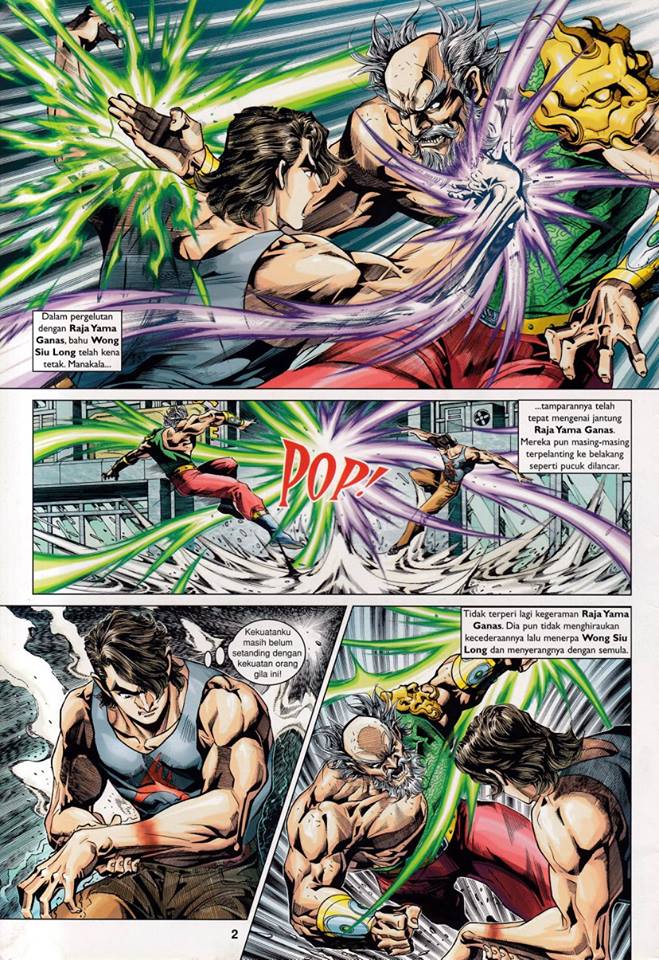 Dalam pergelutan
dengan Raja Yama
Ganas, bahu Wong
Siu Long telah kena
tetak. Manakala...
...tamparannya telah
tepat mengenai jantung
Raja Yama Ganas.
Mereka pun masing-masing
terpelanting ke belakang
seperti pucuk dilancar.
POP!
Kekuatanku
masih belum
setanding dengan
kekuatan orang
gila ini!
Tidak terperi lagi kegeraman Raja Yama
Ganas. Dia pun tidak menghiraukan
kecederaannya lalu menerpa Wong Siu
Long dan menyerangnya dengan semula.
2